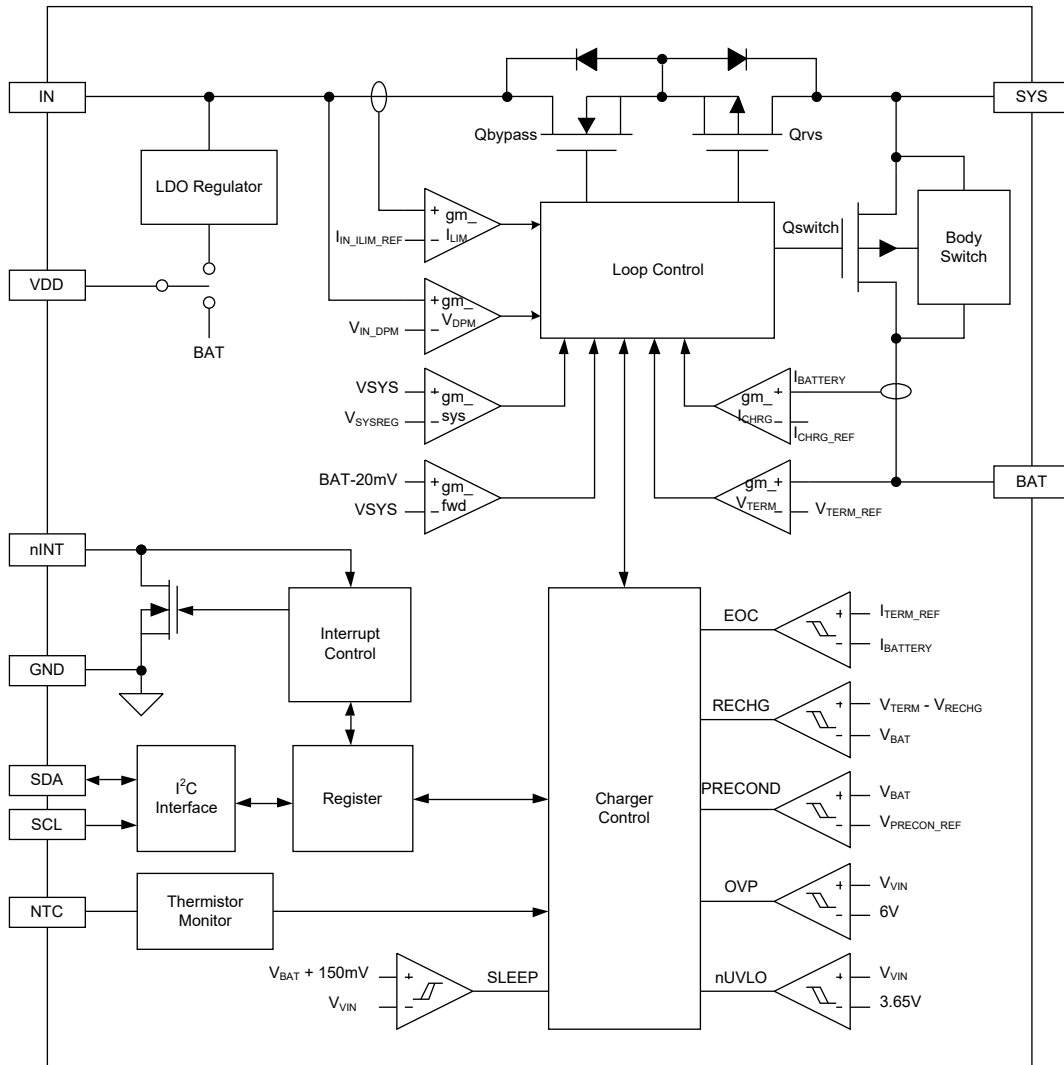 IN
SYS
Qbypass
Qrvs
LDO Regulator
+
gm_
I_LIM
I_IN_ILIM_REF
−
Loop Control
Qswitch
Body
Switch
VDD
BAT
+
gm_
V_DPM
V_IN_DPM
−
VSYS
+
gm_
sys
V_SYSREG
−
I_BATTERY
+
gm_
I_CHRG
−
I_CHRG_REF
BAT-20mV
+
gm_
fwd
VSYS
−
gm_
+
V_TERM
−
V_TERM_REF
BAT
nINT
Interrupt
Control
GND
EOC
+
I_TERM_REF
−
I_BATTERY
RECHG
+
V_TERM - V_RECHG
−
V_BAT
SDA
SCL
I²C
Interface
Register
Charger
Control
PRECOND
+
V_BAT
−
V_PRECON_REF
NTC
Thermistor
Monitor
OVP
+
V_VIN
−
6V
V_BAT + 150mV
+
V_VIN
−
SLEEP
nUVLO
+
V_VIN
−
3.65V